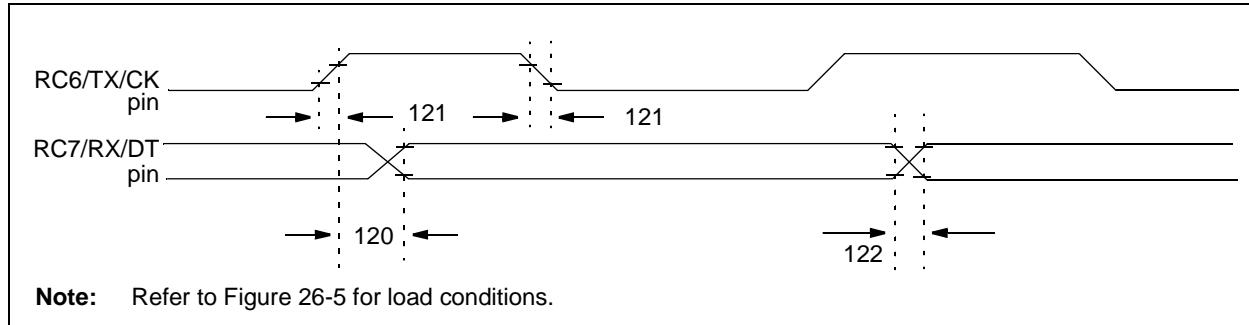 RC6/TX/CK
pin
121
121
RC7/RX/DT
pin
120
122
Note: Refer to Figure 26-5 for load conditions.